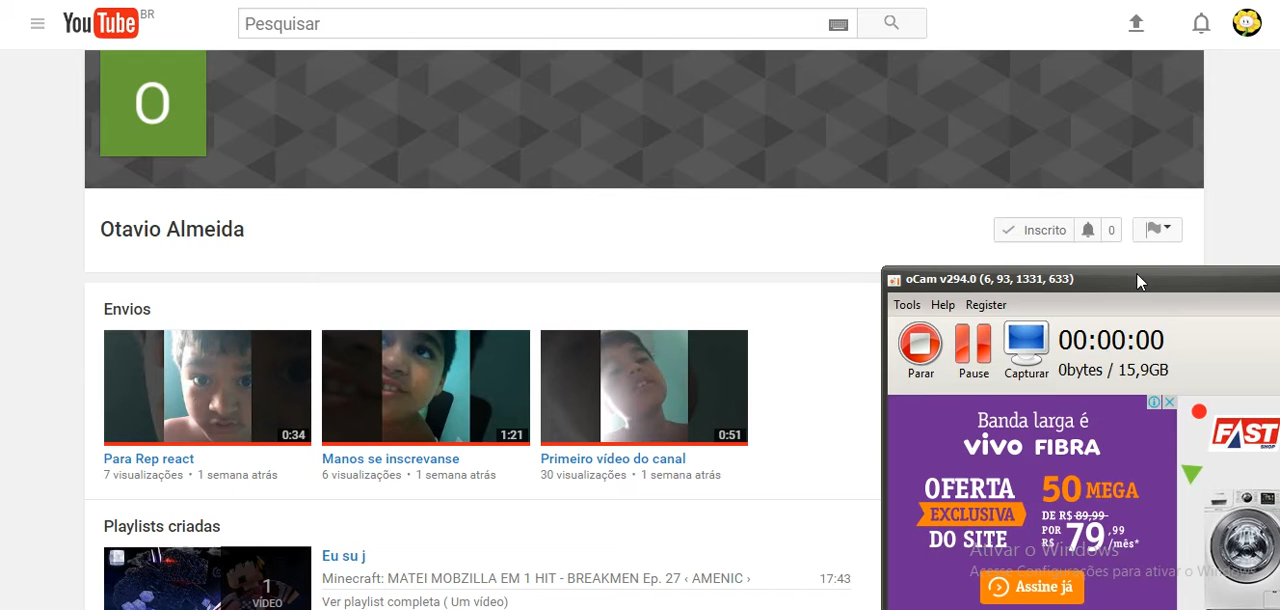 YouTube BR
Pesquisar
O
Otavio Almeida
Inscrito 0
Envios
0:34
1:21
0:51
Para Rep react
7 visualizações • 1 semana atrás
Manos se inscrevanse
6 visualizações • 1 semana atrás
Primeiro vídeo do canal
30 visualizações • 1 semana atrás
Playlists criadas
1
VÍDEO
Eu su j
Minecraft: MATEI MOBZILLA EM 1 HIT - BREAKMEN Ep. 27 ‹ AMENIC › 17:43
Ver playlist completa ( Um vídeo)
oCam v294.0 (6, 93, 1331, 633)
Tools Help Register
Parar Pause Capturar
00:00:00
0bytes / 15,9GB
Banda larga é
vivo FIBRA
OFERTA
EXCLUSIVA
DO SITE
50 MEGA
DE R$ 89,99
POR R$ 79,99/mês*
Assine já
FAST
SHOP
Ativar o Windows
Acesse Configurações para ativar o Windows.